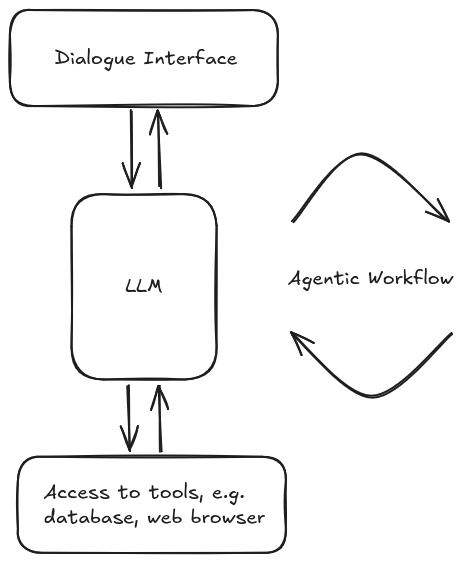 Dialogue Interface
LLM
Agentic Workflow
Access to tools, e.g.
database, web browser